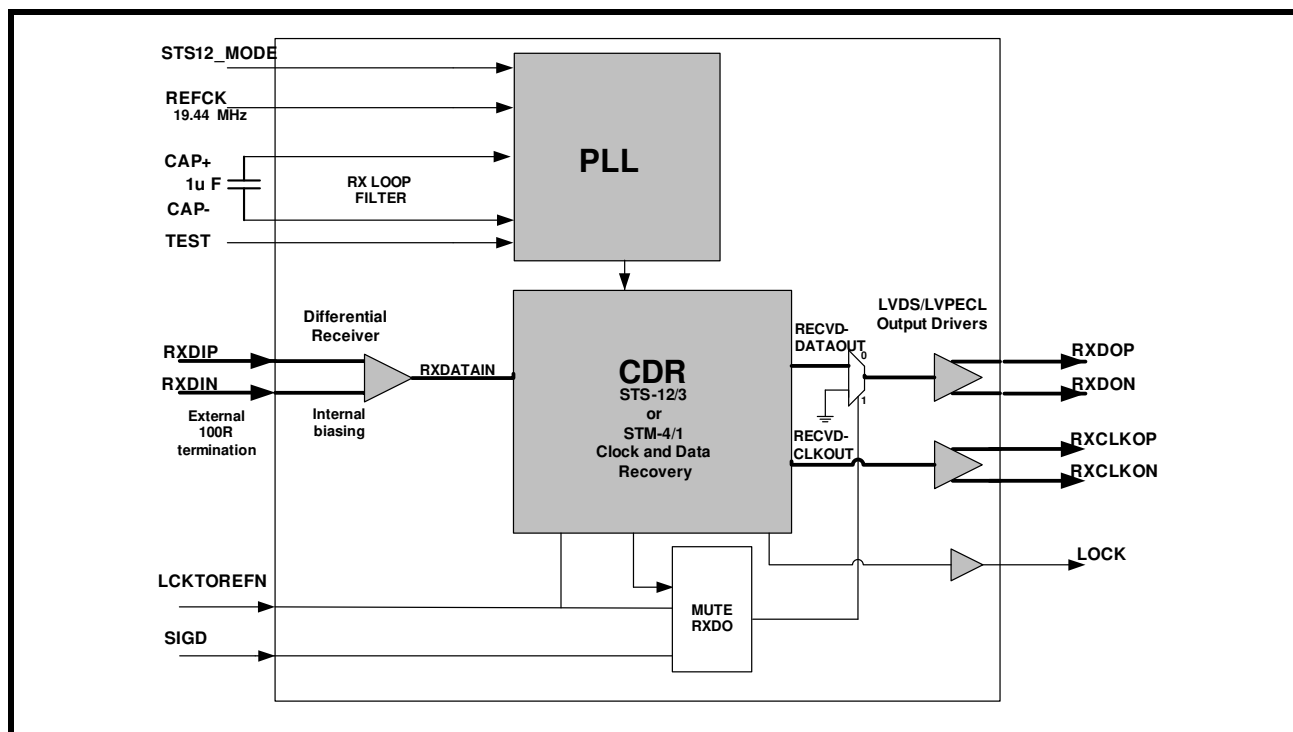 STS12_MODE
REFCK
19.44 MHz
CAP+
1u F
CAP-
RX LOOP
FILTER
TEST
PLL
Differential
Receiver
RXDIP
RXDIN
External
100R
termination
Internal
biasing
RXDATAIN
CDR
STS-12/3
or
STM-4/1
Clock and Data
Recovery
RECVD-
DATAOUT
0
1
RECVD-
CLKOUT
LVDS/LVPECL
Output Drivers
RXDOP
RXDON
RXCLKOP
RXCLKON
LOCK
LCKTOREFN
SIGD
MUTE
RXDO